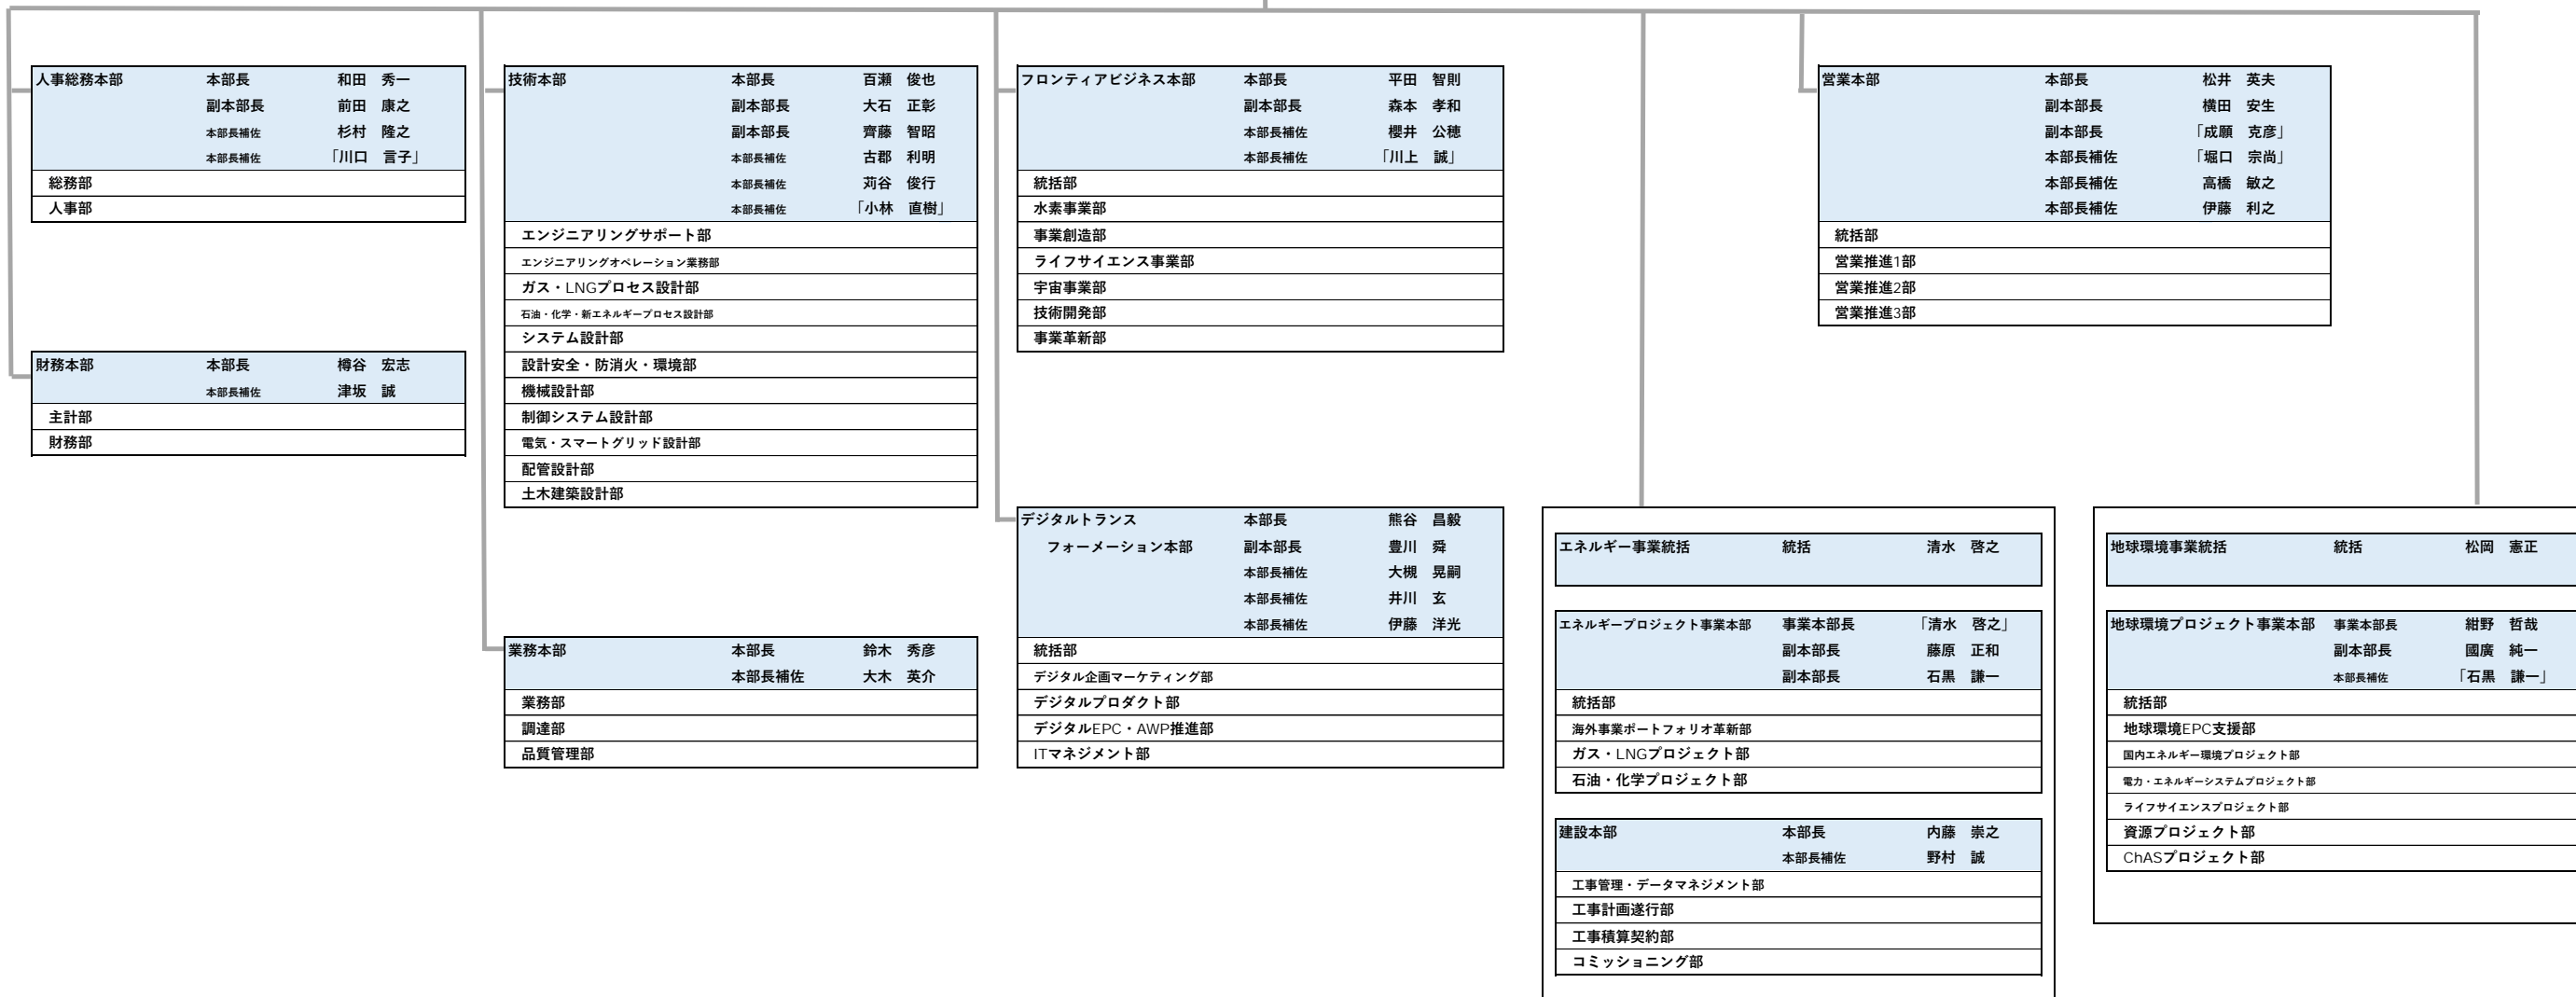 人事総務本部 本部長 和田 秀一
副本部長 前田 康之
本部長補佐 杉村 隆之
本部長補佐 「川口 言子」
総務部
人事部
財務本部 本部長 樽谷 宏志
本部長補佐 津坂 誠
主計部
財務部
技術本部 本部長 百瀬 俊也
副本部長 大石 正彰
副本部長 齊藤 智昭
本部長補佐 古郡 利明
本部長補佐 苅谷 俊行
本部長補佐 「小林 直樹」
エンジニアリングサポート部
エンジニアリングオペレーション業務部
ガス・LNGプロセス設計部
石油・化学・新エネルギープロセス設計部
システム設計部
設計安全・防消火・環境部
機械設計部
制御システム設計部
電気・スマートグリッド設計部
配管設計部
土木建築設計部
業務本部 本部長 鈴木 秀彦
本部長補佐 大木 英介
業務部
調達部
品質管理部
フロンティアビジネス本部 本部長 平田 智則
副本部長 森本 孝和
本部長補佐 櫻井 公穂
本部長補佐 「川上 誠」
統括部
水素事業部
事業創造部
ライフサイエンス事業部
宇宙事業部
技術開発部
事業革新部
デジタルトランス 本部長 熊谷 昌毅
フォーメーション本部 副本部長 豊川 舜
本部長補佐 大槻 晃嗣
本部長補佐 井川 玄
本部長補佐 伊藤 洋光
統括部
デジタル企画マーケティング部
デジタルプロダクト部
デジタルEPC・AWP推進部
ITマネジメント部
営業本部 本部長 松井 英夫
副本部長 横田 安生
副本部長 「成願 克彦」
本部長補佐 「堀口 宗尚」
本部長補佐 高橋 敏之
本部長補佐 伊藤 利之
統括部
営業推進1部
営業推進2部
営業推進3部
エネルギー事業統括 統括 清水 啓之
エネルギープロジェクト事業本部 事業本部長 「清水 啓之」
副本部長 藤原 正和
副本部長 石黒 謙一
統括部
海外事業ポートフォリオ革新部
ガス・LNGプロジェクト部
石油・化学プロジェクト部
建設本部 本部長 内藤 崇之
本部長補佐 野村 誠
工事管理・データマネジメント部
工事計画遂行部
工事積算契約部
コミッショニング部
地球環境事業統括 統括 松岡 憲正
地球環境プロジェクト事業本部 事業本部長 紺野 哲哉
副本部長 國廣 純一
本部長補佐 「石黒 謙一」
統括部
地球環境EPC支援部
国内エネルギー環境プロジェクト部
電力・エネルギーシステムプロジェクト部
ライフサイエンスプロジェクト部
資源プロジェクト部
ChASプロジェクト部